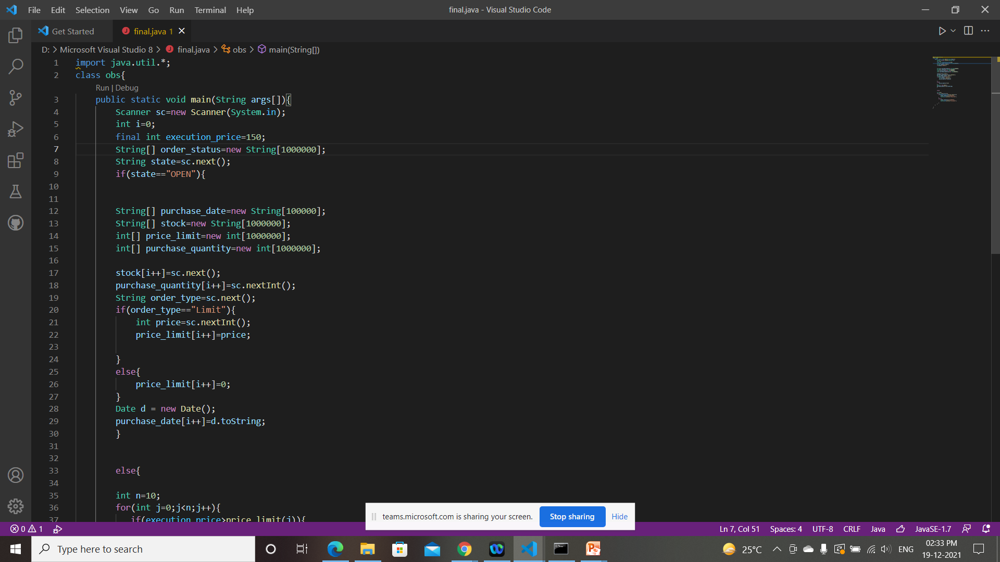 File Edit Selection View Go Run Terminal Help
final.java - Visual Studio Code
Get Started
final.java 1
D: > Microsoft Visual Studio 8 > final.java > obs > main(String[])
1 import java.util.*;
2 class obs{
Run | Debug
3 public static void main(String args[]){
4 Scanner sc=new Scanner(System.in);
5 int i=0;
6 final int execution_price=150;
7 String[] order_status=new String[1000000];
8 String state=sc.next();
9 if(state=="OPEN"){
10
11
12 String[] purchase_date=new String[100000];
13 String[] stock=new String[1000000];
14 int[] price_limit=new int[1000000];
15 int[] purchase_quantity=new int[1000000];
16
17 stock[i++]=sc.next();
18 purchase_quantity[i++]=sc.nextInt();
19 String order_type=sc.next();
20 if(order_type=="Limit"){
21 int price=sc.nextInt();
22 price_limit[i++]=price;
23
24 }
25 else{
26 price_limit[i++]=0;
27 }
28 Date d = new Date();
29 purchase_date[i++]=d.toString;
30 }
31
32
33 else{
34
35 int n=10;
36 for(int j=0;j<n;j++){
37 if(execution_price>price_limit(j)){
teams.microsoft.com is sharing your screen. Stop sharing Hide
0 1 Ln 7, Col 51 Spaces: 4 UTF-8 CRLF Java JavaSE-1.7
Type here to search
25°C ENG
02:33 PM
19-12-2021